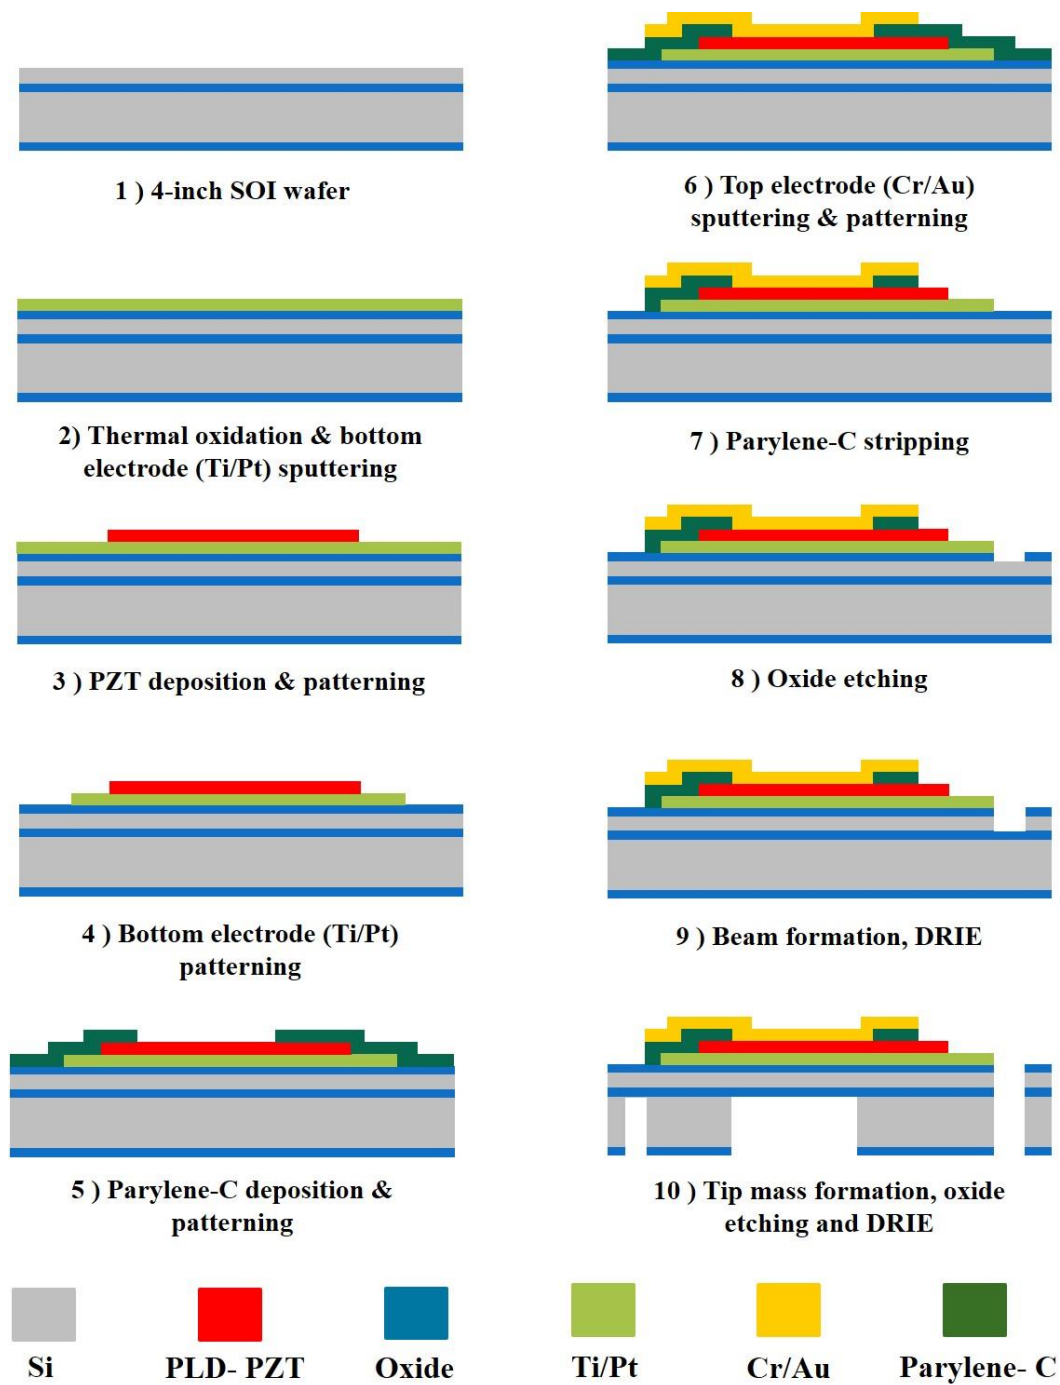 1 ) 4-inch SOI wafer
2) Thermal oxidation & bottom
electrode (Ti/Pt) sputtering
3 ) PZT deposition & patterning
4 ) Bottom electrode (Ti/Pt)
patterning
5 ) Parylene-C deposition &
patterning
6 ) Top electrode (Cr/Au)
sputtering & patterning
7 ) Parylene-C stripping
8 ) Oxide etching
9 ) Beam formation, DRIE
10 ) Tip mass formation, oxide
etching and DRIE
Si
PLD- PZT
Oxide
Ti/Pt
Cr/Au
Parylene- C